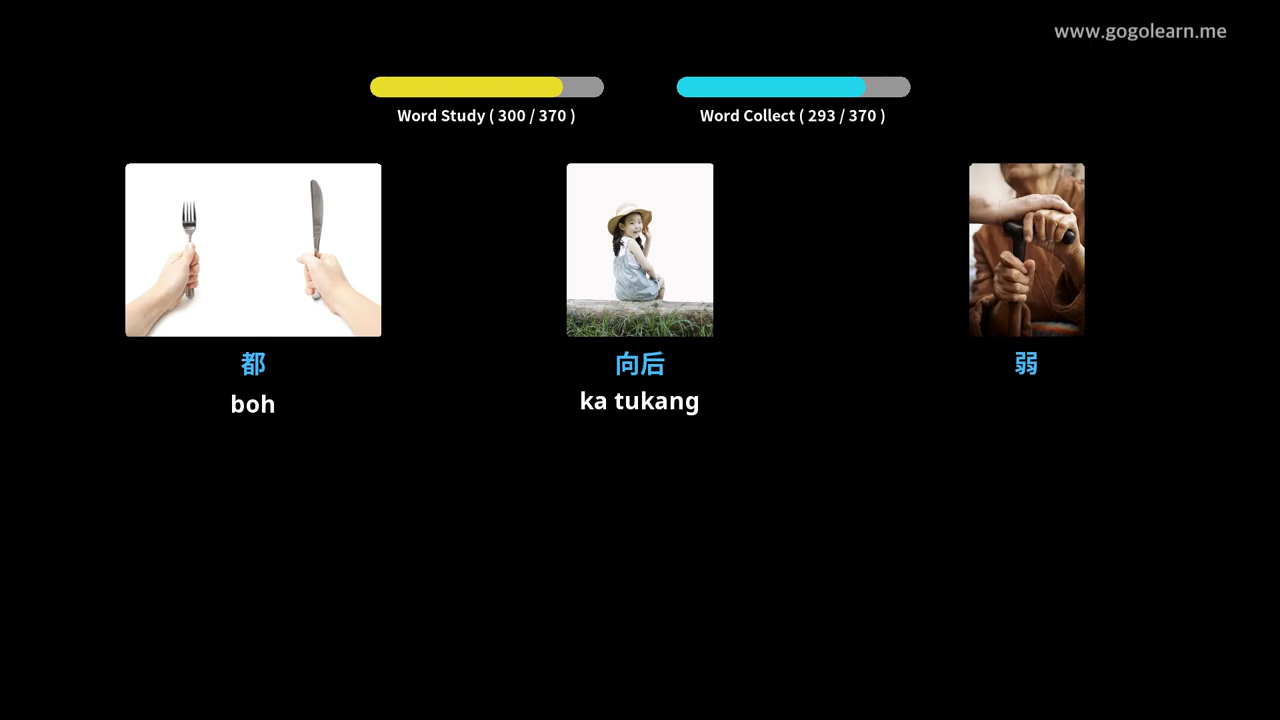 www.gogolearn.me
Word Study ( 300 / 370 )
Word Collect ( 293 / 370 )
都
boh
向后
ka tukang
弱